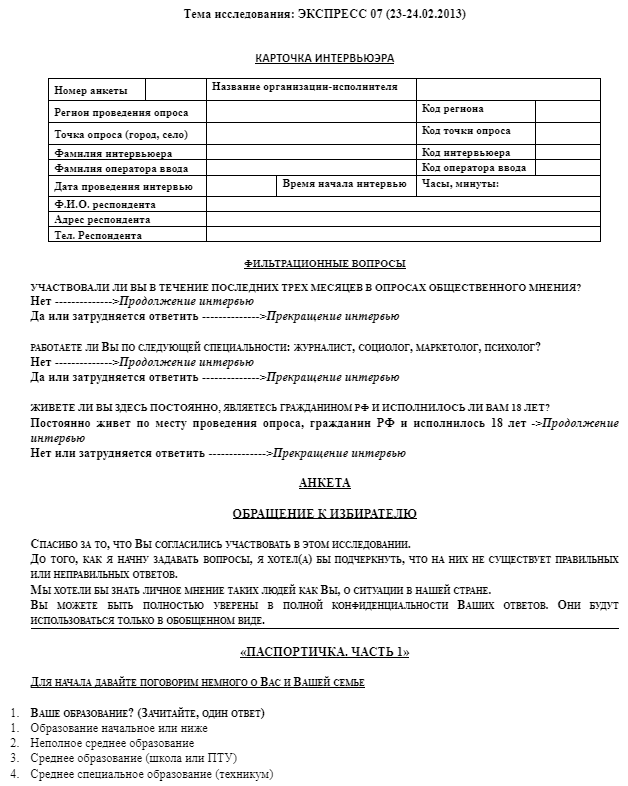 Тема исследования: ЭКСПРЕСС 07 (23-24.02.2013)
КАРТОЧКА ИНТЕРВЬЮЭРА
Номер анкеты Название организации-исполнителя
Регион проведения опроса Код региона
Точка опроса (город, село) Код точки опроса
Фамилия интервьюера Код интервьюера
Фамилия оператора ввода Код оператора ввода
Дата проведения интервью Время начала интервью Часы, минуты:
Ф.И.О. респондента
Адрес респондента
Тел. Респондента
ФИЛЬТРАЦИОННЫЕ ВОПРОСЫ
УЧАСТВОВАЛИ ЛИ ВЫ В ТЕЧЕНИЕ ПОСЛЕДНИХ ТРЕХ МЕСЯЦЕВ В ОПРОСАХ ОБЩЕСТВЕННОГО МНЕНИЯ?
Нет -------------->Продолжение интервью
Да или затрудняется ответить -------------->Прекращение интервью
РАБОТАЕТЕ ЛИ ВЫ ПО СЛЕДУЮЩЕЙ СПЕЦИАЛЬНОСТИ: ЖУРНАЛИСТ, СОЦИОЛОГ, МАРКЕТОЛОГ, ПСИХОЛОГ?
Нет -------------->Продолжение интервью
Да или затрудняется ответить -------------->Прекращение интервью
ЖИВЕТЕ ЛИ ВЫ ЗДЕСЬ ПОСТОЯННО, ЯВЛЯЕТЕСЬ ГРАЖДАНИНОМ РФ И ИСПОЛНИЛОСЬ ЛИ ВАМ 18 ЛЕТ?
Постоянно живет по месту проведения опроса, гражданин РФ и исполнилось 18 лет ->Продолжение
интервью
Нет или затрудняется ответить -------------->Прекращение интервью
АНКЕТА
ОБРАЩЕНИЕ К ИЗБИРАТЕЛЮ
СПАСИБО ЗА ТО, ЧТО ВЫ СОГЛАСИЛИСЬ УЧАСТВОВАТЬ В ЭТОМ ИССЛЕДОВАНИИ.
ДО ТОГО, КАК Я НАЧНУ ЗАДАВАТЬ ВОПРОСЫ, Я ХОТЕЛ(А) БЫ ПОДЧЕРКНУТЬ, ЧТО НА НИХ НЕ СУЩЕСТВУЕТ ПРАВИЛЬНЫХ
ИЛИ НЕПРАВИЛЬНЫХ ОТВЕТОВ.
МЫ ХОТЕЛИ БЫ ЗНАТЬ ЛИЧНОЕ МНЕНИЕ ТАКИХ ЛЮДЕЙ КАК ВЫ, О СИТУАЦИИ В НАШЕЙ СТРАНЕ.
ВЫ МОЖЕТЕ БЫТЬ ПОЛНОСТЬЮ УВЕРЕНЫ В ПОЛНОЙ КОНФИДЕНЦИАЛЬНОСТИ ВАШИХ ОТВЕТОВ. ОНИ БУДУТ
ИСПОЛЬЗОВАТЬСЯ ТОЛЬКО В ОБОБЩЕННОМ ВИДЕ.
«ПАСПОРТИЧКА. ЧАСТЬ 1»
ДЛЯ НАЧАЛА ДАВАЙТЕ ПОГОВОРИМ НЕМНОГО О ВАС И ВАШЕЙ СЕМЬЕ
1. ВАШЕ ОБРАЗОВАНИЕ? (ЗАЧИТАЙТЕ, ОДИН ОТВЕТ)
1. Образование начальное или ниже
2. Неполное среднее образование
3. Среднее образование (школа или ПТУ)
4. Среднее специальное образование (техникум)